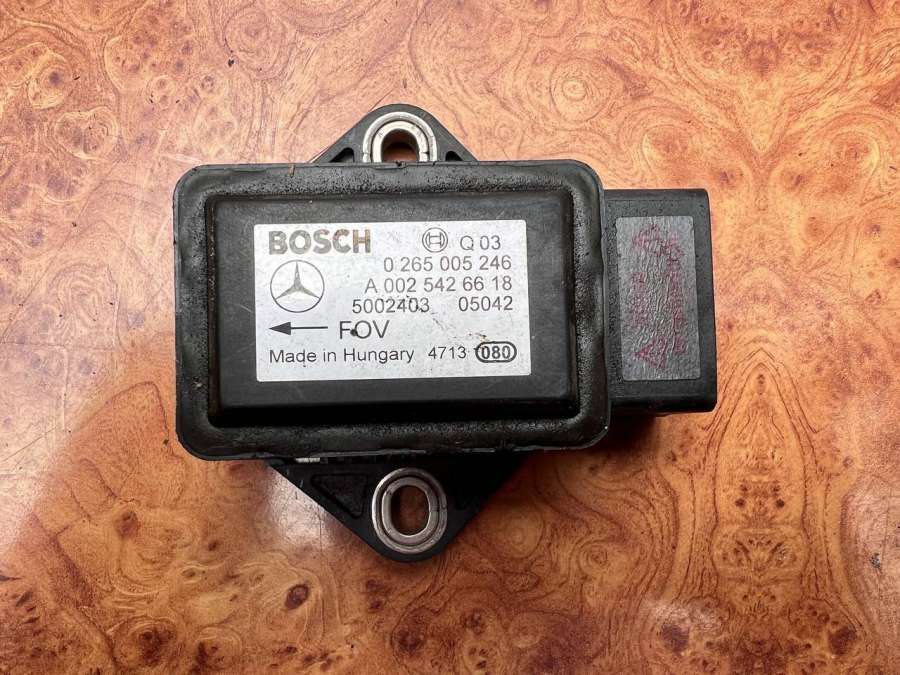 BOSCH Q 03
0 265 005 246
A 002 542 66 18
5002403 05042
FOV
Made in Hungary 4713 080